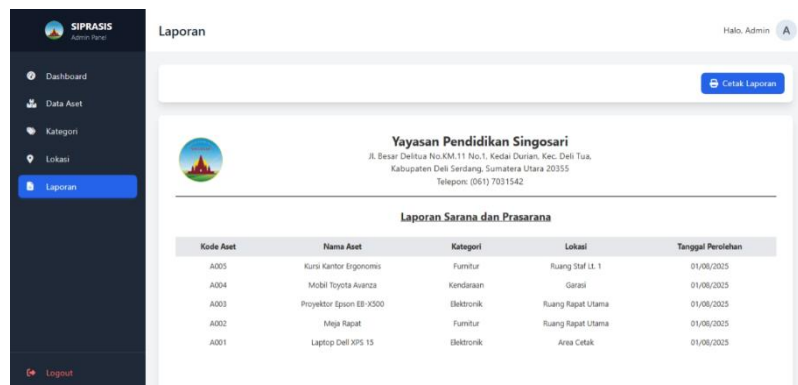 SIPRASIS
Admin Panel
Laporan
Halo, Admin A
Dashboard
Data Aset
Kategori
Lokasi
Laporan
Logout
Cetak Laporan
Yayasan Pendidikan Singosari
Jl. Besar Delitua No.KM.11 No.1, Kedai Durian, Kec. Deli Tua,
Kabupaten Deli Serdang, Sumatera Utara 20355
Telepon: (061) 7031542
Laporan Sarana dan Prasarana
Kode Aset Nama Aset Kategori Lokasi Tanggal Perolehan
A005 Kursi Kantor Ergonomis Furnitur Ruang Staf Lt. 1 01/08/2025
A004 Mobil Toyota Avanza Kendaraan Garasi 01/08/2025
A003 Proyektor Epson EB-X500 Elektronik Ruang Rapat Utama 01/08/2025
A002 Meja Rapat Furnitur Ruang Rapat Utama 01/08/2025
A001 Laptop Dell XPS 15 Elektronik Area Cetak 01/08/2025